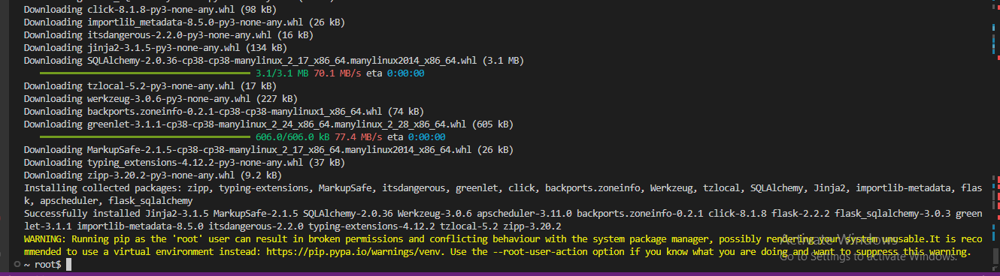 Downloading click-8.1.8-py3-none-any.whl (98 kB)
Downloading importlib_metadata-8.5.0-py3-none-any.whl (26 kB)
Downloading itsdangerous-2.2.0-py3-none-any.whl (16 kB)
Downloading jinja2-3.1.5-py3-none-any.whl (134 kB)
Downloading SQLAlchemy-2.0.36-cp38-cp38-manylinux_2_17_x86_64.manylinux2014_x86_64.whl (3.1 MB)
3.1/3.1 MB 70.1 MB/s eta 0:00:00
Downloading tzlocal-5.2-py3-none-any.whl (17 kB)
Downloading werkzeug-3.0.6-py3-none-any.whl (227 kB)
Downloading backports.zoneinfo-0.2.1-cp38-cp38-manylinux1_x86_64.whl (74 kB)
Downloading greenlet-3.1.1-cp38-cp38-manylinux_2_24_x86_64.manylinux_2_28_x86_64.whl (605 kB)
606.0/606.0 kB 77.4 MB/s eta 0:00:00
Downloading MarkupSafe-2.1.5-cp38-cp38-manylinux_2_17_x86_64.manylinux2014_x86_64.whl (26 kB)
Downloading typing_extensions-4.12.2-py3-none-any.whl (37 kB)
Downloading zipp-3.20.2-py3-none-any.whl (9.2 kB)
Installing collected packages: zipp, typing-extensions, MarkupSafe, itsdangerous, greenlet, click, backports.zoneinfo, Werkzeug, tzlocal, SQLAlchemy, Jinja2, importlib-metadata, flas
k, apscheduler, flask_sqlalchemy
Successfully installed Jinja2-3.1.5 MarkupSafe-2.1.5 SQLAlchemy-2.0.36 Werkzeug-3.0.6 apscheduler-3.11.0 backports.zoneinfo-0.2.1 click-8.1.8 flask-2.2.2 flask_sqlalchemy-3.0.3 green
let-3.1.1 importlib-metadata-8.5.0 itsdangerous-2.2.0 typing-extensions-4.12.2 tzlocal-5.2 zipp-3.20.2
WARNING: Running pip as the 'root' user can result in broken permissions and conflicting behaviour with the system package manager, possibly rendering your system unusable.It is reco
mmended to use a virtual environment instead: https://pip.pypa.io/warnings/venv. Use the --root-user-action option if you know what you are doing and want to suppress this warning.
~ root$
Activate Windows
Go to Settings to activate Windows.